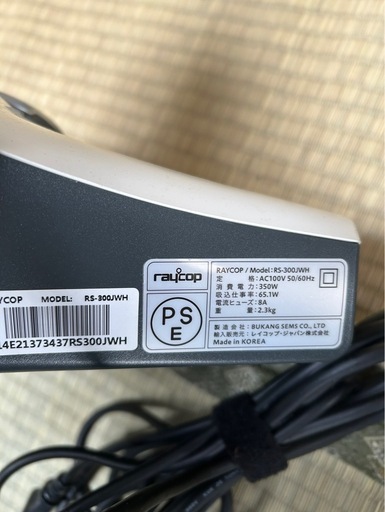 raycop
RAYCOP / Model: RS-300JWH
定 格: AC100V 50/60Hz
消 費 電 力: 350W
吸込仕事率: 65.1W
電流ヒューズ: 8A
重 量: 2.3kg
PS
E
製 造 会 社: BUKANG SEMS CO., LTD
輸入販売元: レイコップ・ジャパン株式会社
Made in KOREA
YCOP MODEL: RS-300JWH
4E21373437RS300JWH